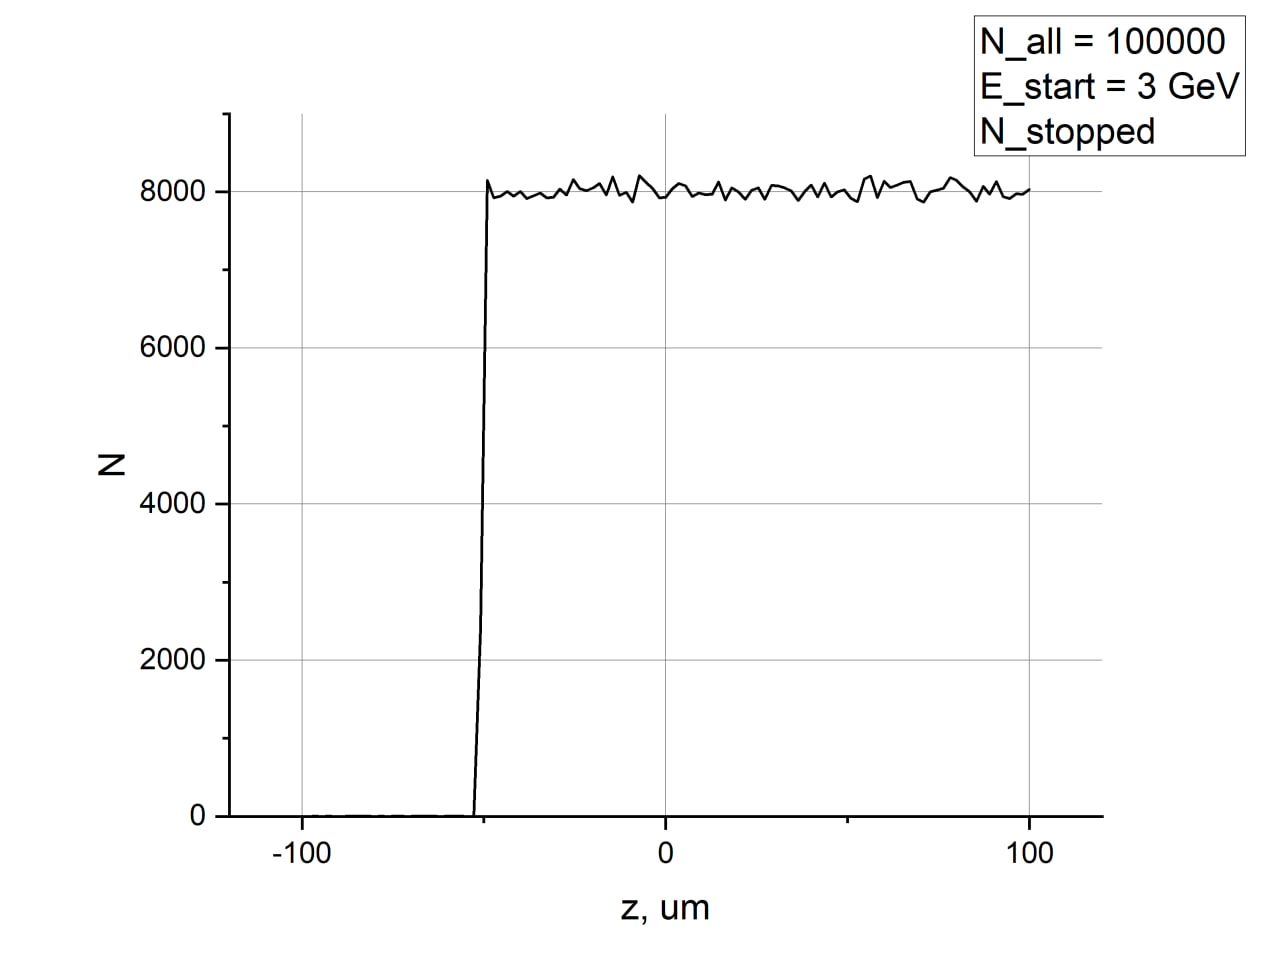 N_all = 100000
E_start = 3 GeV
N_stopped
8000
6000
4000
2000
0
N
-100 0 100
z, um